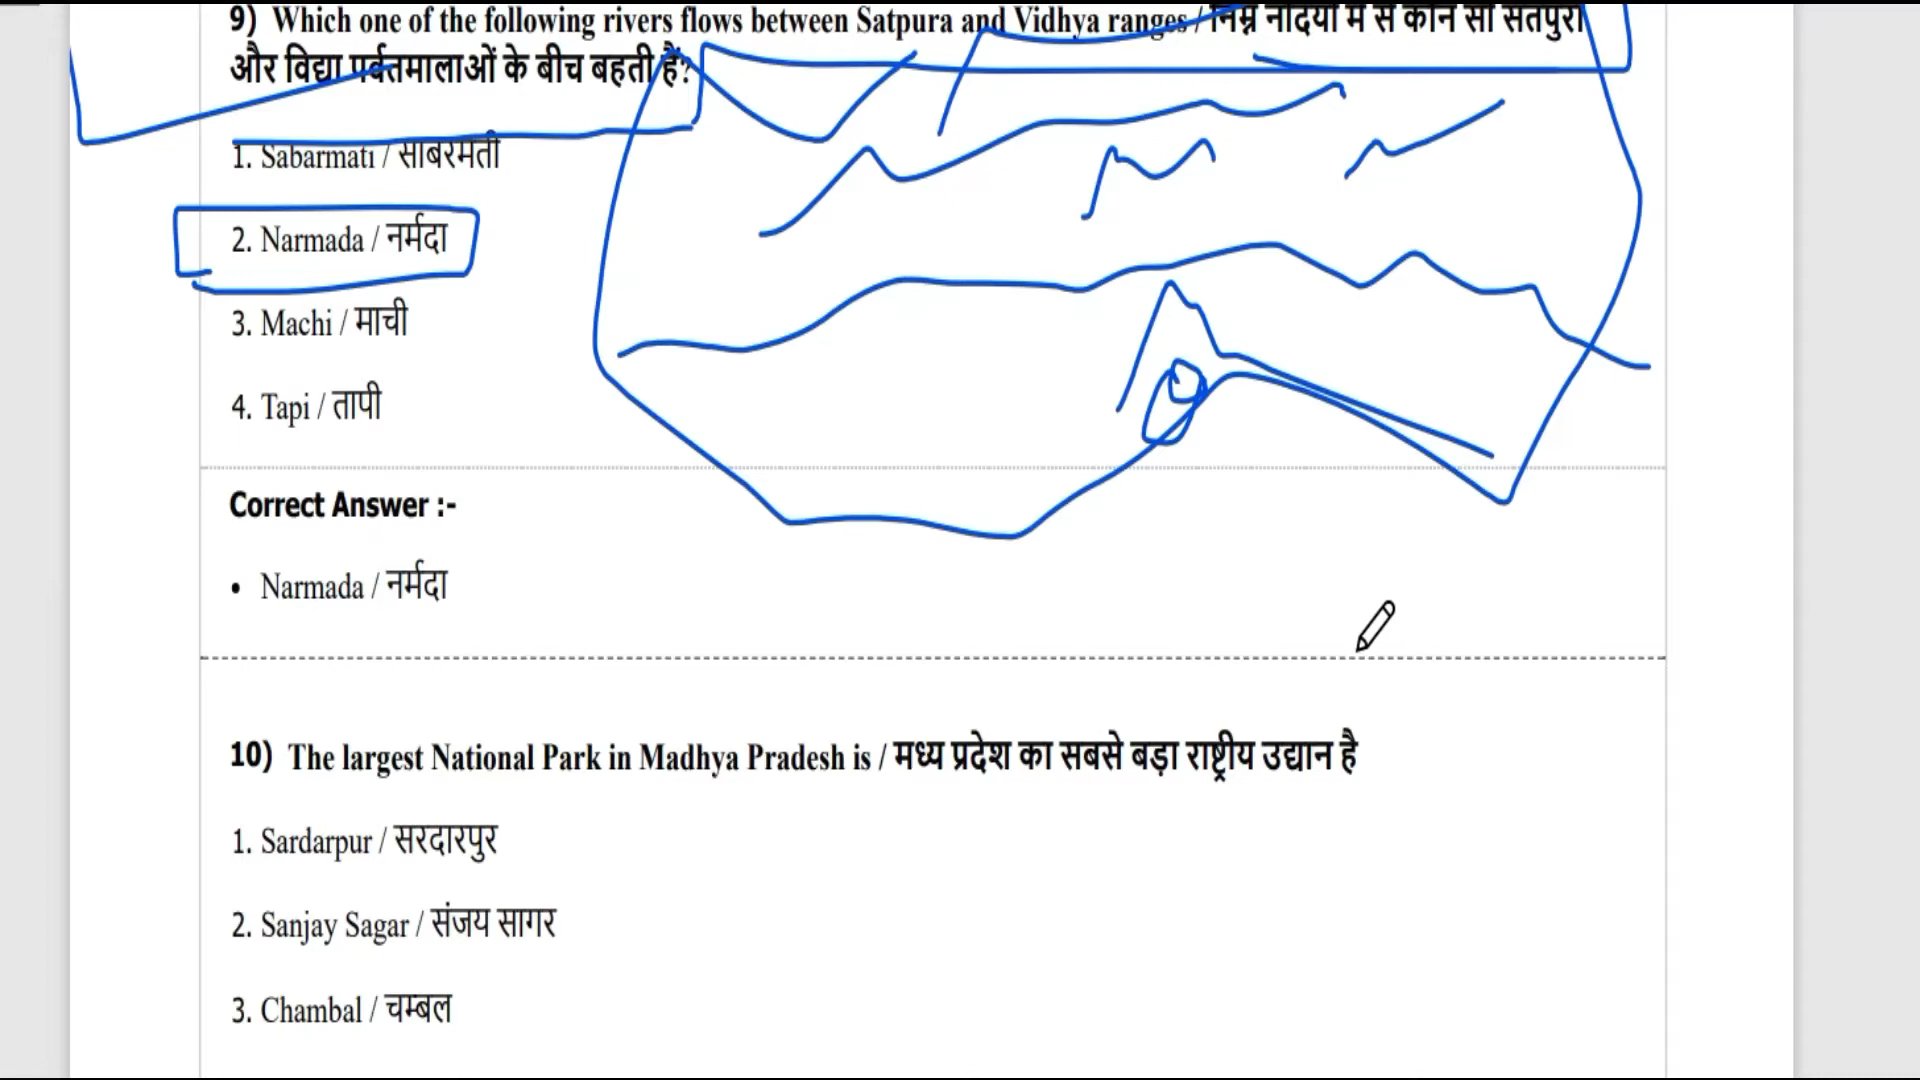 9) Which one of the following rivers flows between Satpura and Vidhya ranges / निम्न नदियों में से कौन सी सतपुरा
और विद्या पर्वतमालाओं के बीच बहती हैं?
1. Sabarmati / साबरमती
2. Narmada / नर्मदा
3. Machi / माची
4. Tapi / तापी
Correct Answer :-
• Narmada / नर्मदा
10) The largest National Park in Madhya Pradesh is / मध्य प्रदेश का सबसे बड़ा राष्ट्रीय उद्यान है
1. Sardarpur / सरदारपुर
2. Sanjay Sagar / संजय सागर
3. Chambal / चम्बल